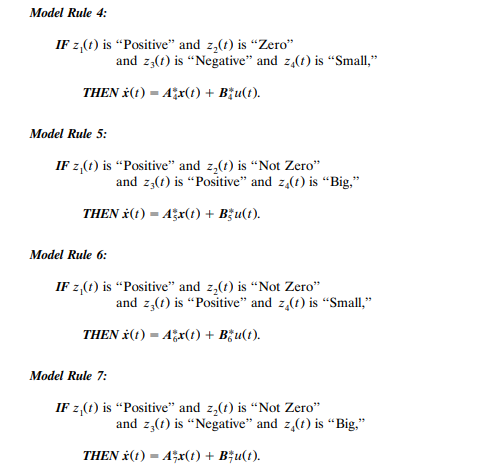 Model Rule 4:
IF z₁(t) is “Positive” and z₂(t) is “Zero”
and z₃(t) is “Negative” and z₄(t) is “Small,”
THEN ẋ(t) = A₄*x(t) + B₄*u(t).
Model Rule 5:
IF z₁(t) is “Positive” and z₂(t) is “Not Zero”
and z₃(t) is “Positive” and z₄(t) is “Big,”
THEN ẋ(t) = A₅*x(t) + B₅*u(t).
Model Rule 6:
IF z₁(t) is “Positive” and z₂(t) is “Not Zero”
and z₃(t) is “Positive” and z₄(t) is “Small,”
THEN ẋ(t) = A₆*x(t) + B₆*u(t).
Model Rule 7:
IF z₁(t) is “Positive” and z₂(t) is “Not Zero”
and z₃(t) is “Negative” and z₄(t) is “Big,”
THEN ẋ(t) = A₇*x(t) + B₇*u(t).